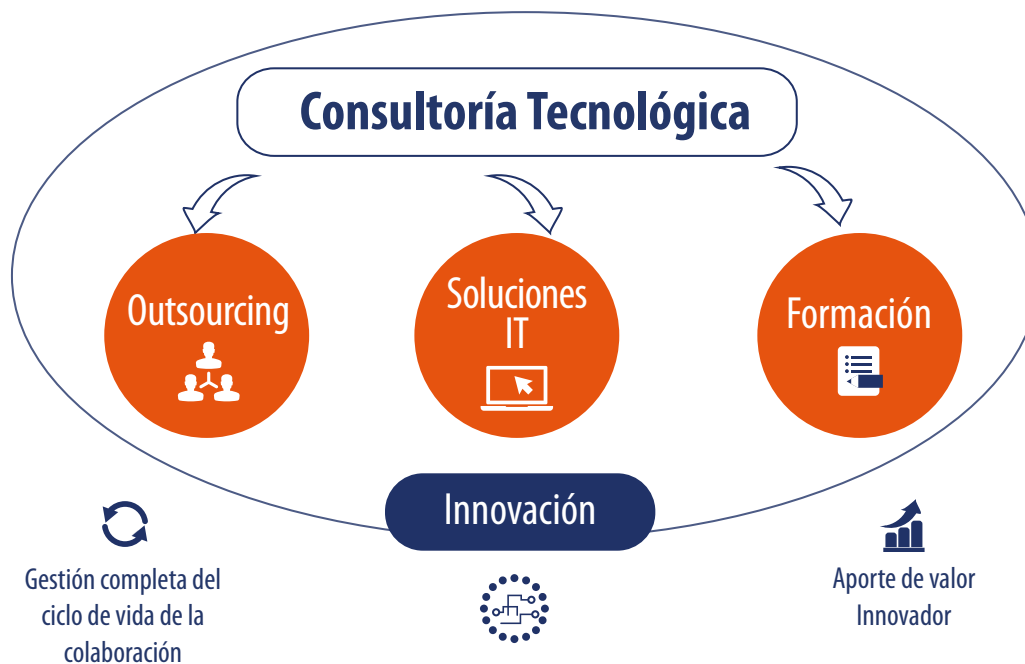 Consultoría Tecnológica
Outsourcing
Soluciones
IT
Formación
Innovación
Gestión completa del
ciclo de vida de la
colaboración
Aporte de valor
Innovador